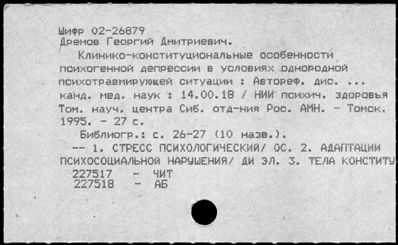 Шифр 02-26879
Дремов Георгий Дмитриевич.
Клинико-конституциональные особенности
психогенной депрессии в условиях однородной
психотравмирующей ситуации : Автореф. дис. ...
канд. мед. наук : 14.00.18 / НИИ психич. здоровья
Том. науч. центра Сиб. отд-ния Рос. АМН. - Томск.
1995. - 27 с.
Библиогр.: с. 26-27 (10 назв.).
-- 1. СТРЕСС ПСИХОЛОГИЧЕСКИЙ/ ОС. 2. АДАПТАЦИИ
ПСИХОСОЦИАЛЬНОЙ НАРУШЕНИЯ/ ДИ ЭЛ. 3. ТЕЛА КОНСТИТУ
227517 - ЧИТ
227518 - АБ